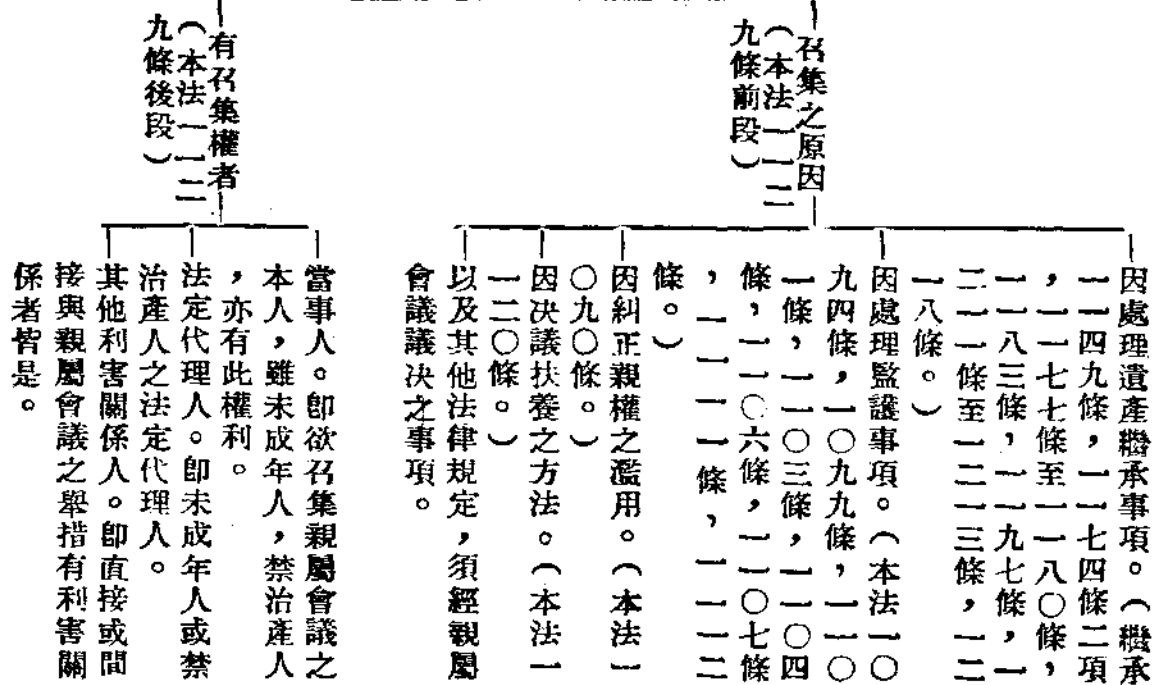 召集之原因
（本法一一二
九條前段）
因處理遺產繼承事項。（繼承
一一四九條，一一七四條二項
，一一七七條至一一八〇條，
一一八三條，一一九七條，一
二一一條至一二一三條，一二
一八條。）
因處理監護事項。（本法一〇
九四條，一〇九九條，一一〇
一條，一一〇三條，一一〇四
條，一一〇六條，一一〇七條
，一一一一條，一一一二
條。）
因糾正親權之濫用。（本法一
〇九〇條。）
因決議扶養之方法。（本法一
一二〇條。）
以及其他法律規定，須經親屬
會議議決之事項。
有召集權者
（本法一一二
九條後段）
當事人。卽欲召集親屬會議之
本人，雖未成年人，禁治產人
，亦有此權利。
法定代理人。卽未成年人或禁
治產人之法定代理人。
其他利害關係人。卽直接或間
接與親屬會議之舉措有利害關
係者皆是。